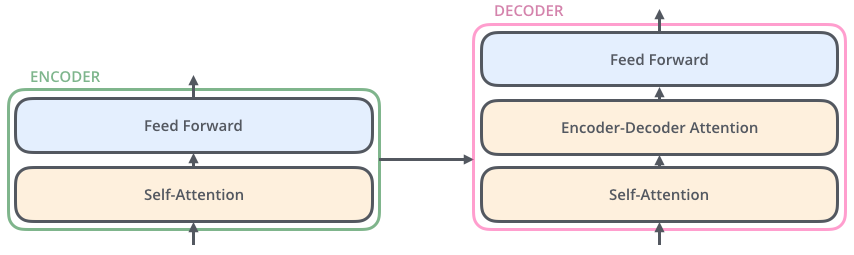 ENCODER
Feed Forward
Self-Attention
DECODER
Feed Forward
Encoder-Decoder Attention
Self-Attention